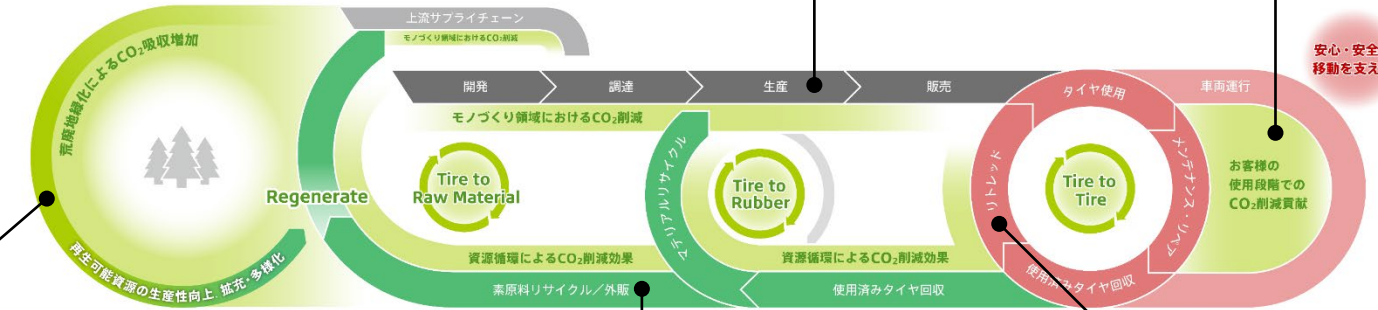 上流サプライチェーン
モノづくり領域におけるCO₂削減
荒廃地緑化によるCO₂吸収増加
再生可能資源の生産性向上、拡充・多様化
Regenerate
開発
調達
生産
販売
モノづくり領域におけるCO₂削減
Tire to
Raw Material
マテリアルリサイクル
Tire to
Rubber
資源循環によるCO₂削減効果
資源循環によるCO₂削減効果
素原料リサイクル／外販
使用済みタイヤ回収
タイヤ使用
メンテナンス・リペア
使用済みタイヤ回収
リトレッド
Tire to
Tire
車両運行
お客様の
使用段階での
CO₂削減貢献
安心・安全
移動を支え